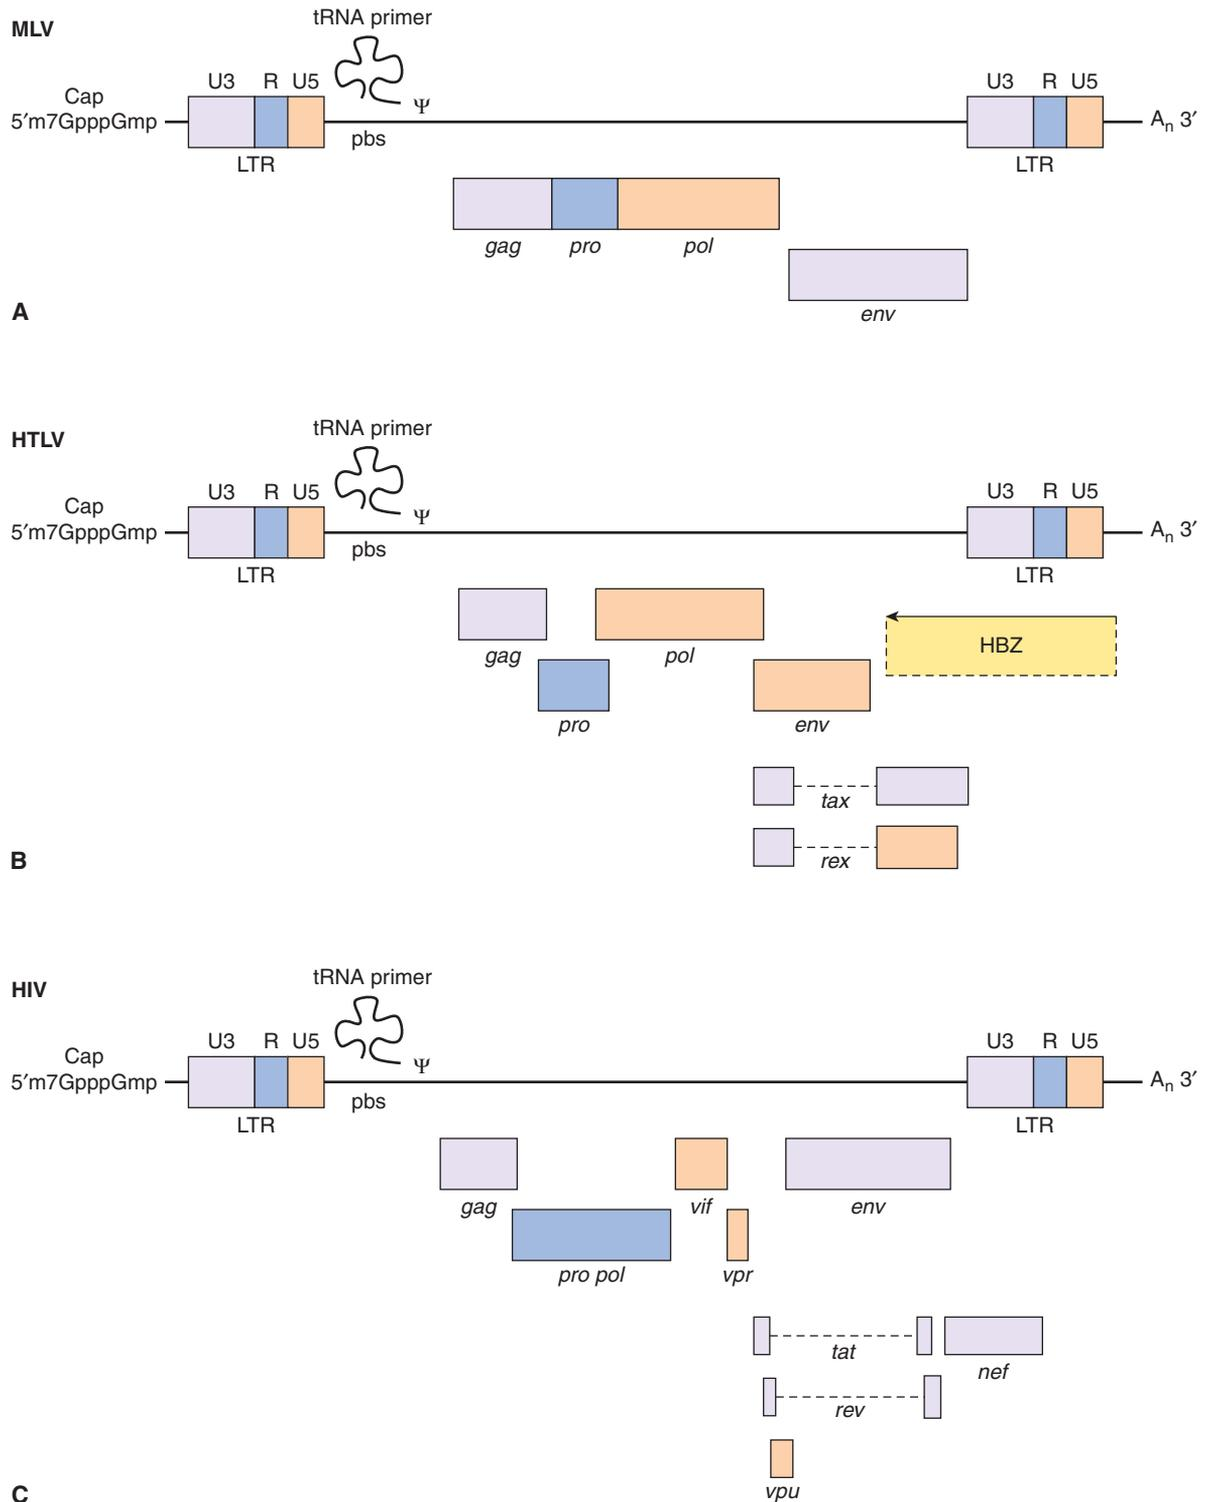 MLV
tRNA primer
U3 R U5
U3 R U5
Cap
5′m7GpppGmp
Ψ
An 3′
pbs
LTR
LTR
gag pro pol
env
A
HTLV
tRNA primer
U3 R U5
U3 R U5
Cap
5′m7GpppGmp
Ψ
An 3′
pbs
LTR
LTR
HBZ
gag
pol
pro
env
tax
rex
B
HIV
tRNA primer
U3 R U5
U3 R U5
Cap
5′m7GpppGmp
Ψ
An 3′
pbs
LTR
LTR
gag
vif
env
pro pol
vpr
tat
nef
rev
vpu
C